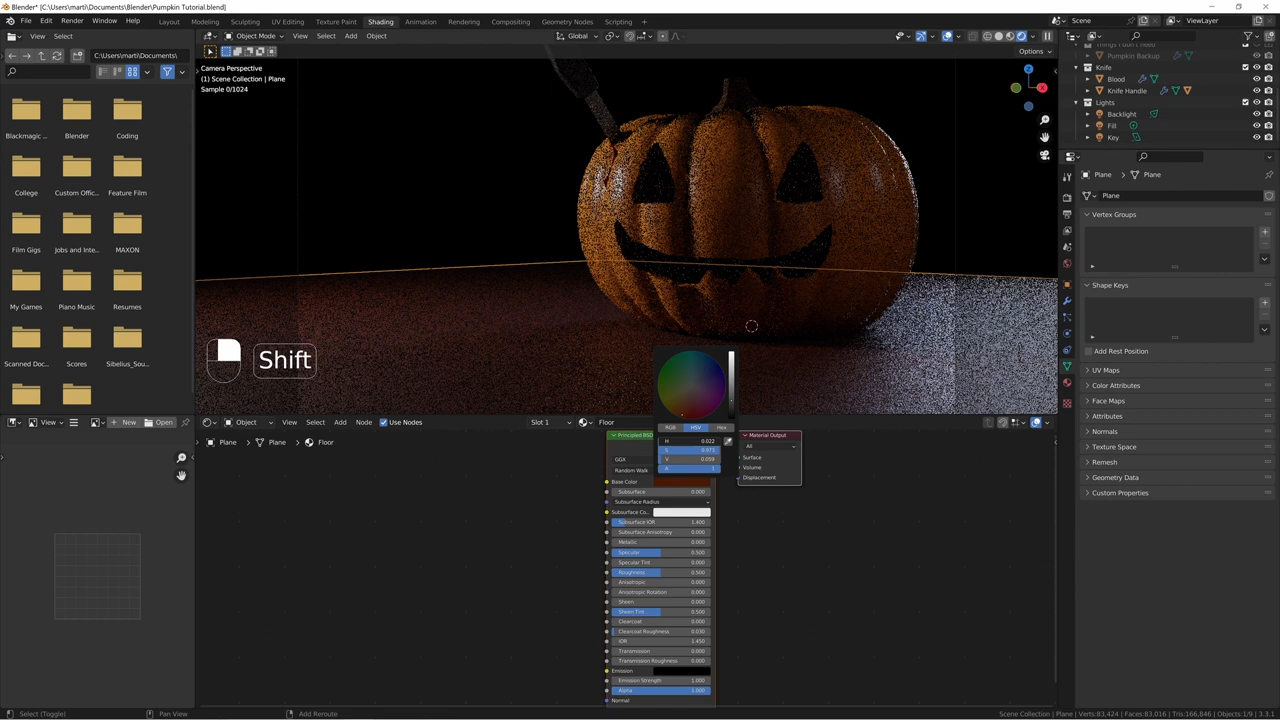 Blender* [C:\Users\marti\Documents\Blender\Pumpkin Tutorial.blend]
File Edit Render Window Help Layout Modeling Sculpting UV Editing Texture Paint Shading Animation Rendering Compositing Geometry Nodes Scripting Scene ViewLayer
View Select Object Mode View Select Add Object Global
C:\Users\marti\Documents\ Options
Camera Perspective
(1) Scene Collection | Plane
Sample 0/1024
Blackmagic ... Blender Coding
College Custom Offic... Feature Film
Film Gigs Jobs and Inte... MAXON
My Games Piano Music Resumes
Scanned Doc... Scores Sibelius_Sou...
Shift
Things I don't need
Pumpkin Backup
Knife
Blood
Knife Handle
Lights
Backlight
Fill
Key
Plane Plane
Plane
Vertex Groups
Shape Keys
Add Rest Position
UV Maps
Color Attributes
Face Maps
Attributes
Normals
Texture Space
Remesh
Geometry Data
Custom Properties
View New Open Object View Select Add Node Use Nodes Slot 1 Floor
Plane Plane Floor
RGB HSV Hex
H 0.022
S 0.973
V 0.059
A 1
Principled BSD
GGX
Random Walk
Base Color
Subsurface 0.000
Subsurface Radius
Subsurface Co...
Subsurface IOR 1.400
Subsurface Anisotropy 0.000
Metallic 0.000
Specular 0.500
Specular Tint 0.000
Roughness 0.500
Anisotropic 0.000
Anisotropic Rotation 0.000
Sheen 0.000
Sheen Tint 0.500
Clearcoat 0.000
Clearcoat Roughness 0.030
IOR 1.450
Transmission 0.000
Transmission Roughness 0.000
Emission
Emission Strength 1.000
Alpha 1.000
Normal
Material Output
All
Surface
Volume
Displacement
Select (Toggle) Pan View Add Reroute Scene Collection | Plane | Verts:83,424 | Faces:83,016 | Tris:166,846 | Objects:1/9 | 3.3.1